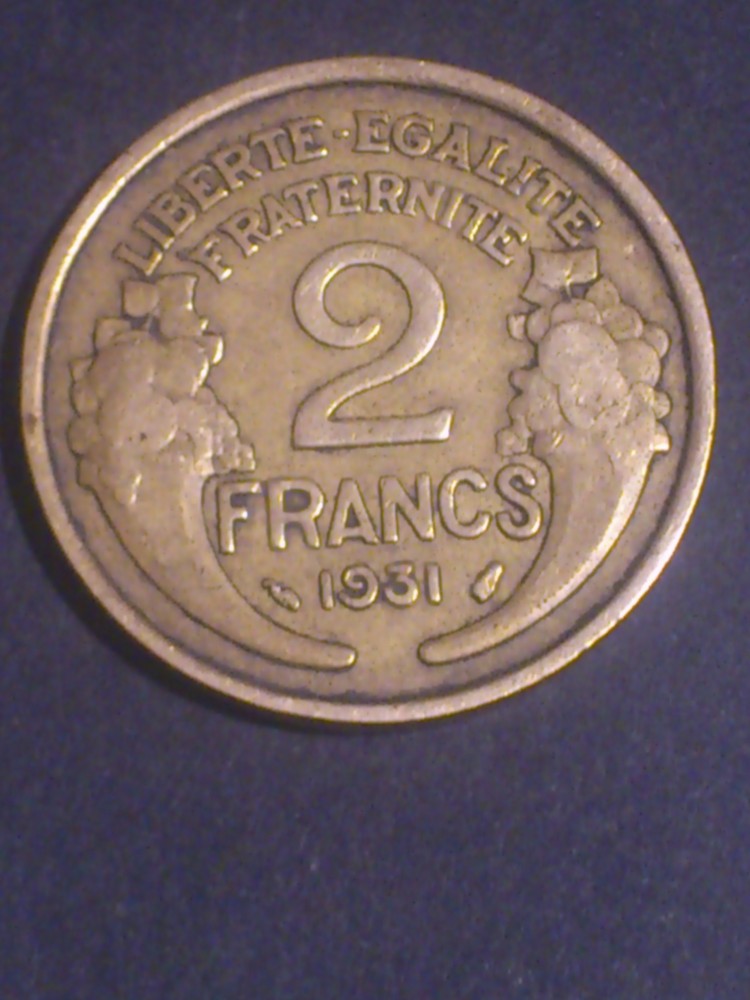 LIBERTE·EGALITE
FRATERNITE
2
FRANCS
1931